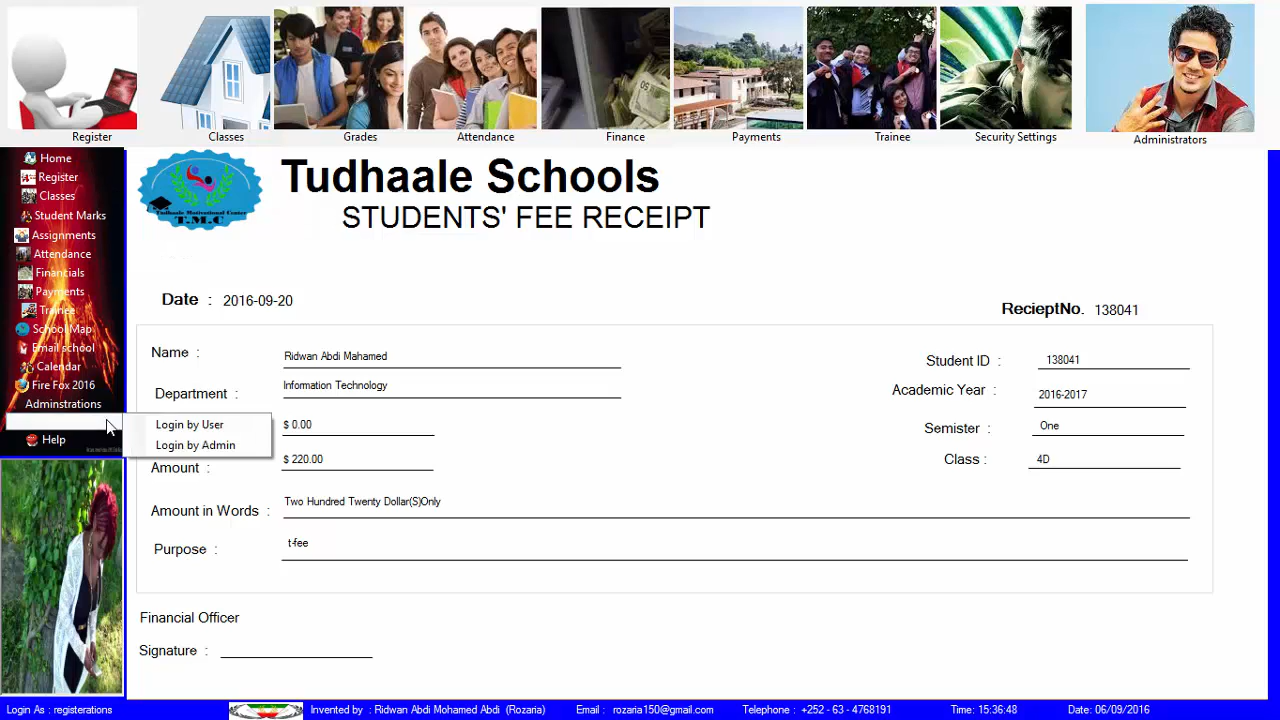 Register Classes Grades Attendance Finance Payments Trainee Security Settings Administrators
Home
Register
Classes
Student Marks
Assignments
Attendance
Financials
Payments
Trainee
School Map
Email school
Calendar
Fire Fox 2016
Adminstrations
Help
Login by User
Login by Admin
Tudhaale Motivational Center
T.M.C
Tudhaale Schools
STUDENTS' FEE RECEIPT
Date : 2016-09-20
RecieptNo. 138041
Name : Ridwan Abdi Mahamed
Student ID : 138041
Department : Information Technology
Academic Year : 2016-2017
$ 0.00
Semister : One
Amount : $ 220.00
Class : 4D
Amount in Words : Two Hundred Twenty Dollar(S)Only
Purpose : t-fee
Financial Officer
Signature :
Login As : registerations Invented by : Ridwan Abdi Mohamed Abdi (Rozaria) Email : rozaria150@gmail.com Telephone : +252 - 63 - 4768191 Time: 15:36:48 Date: 06/09/2016